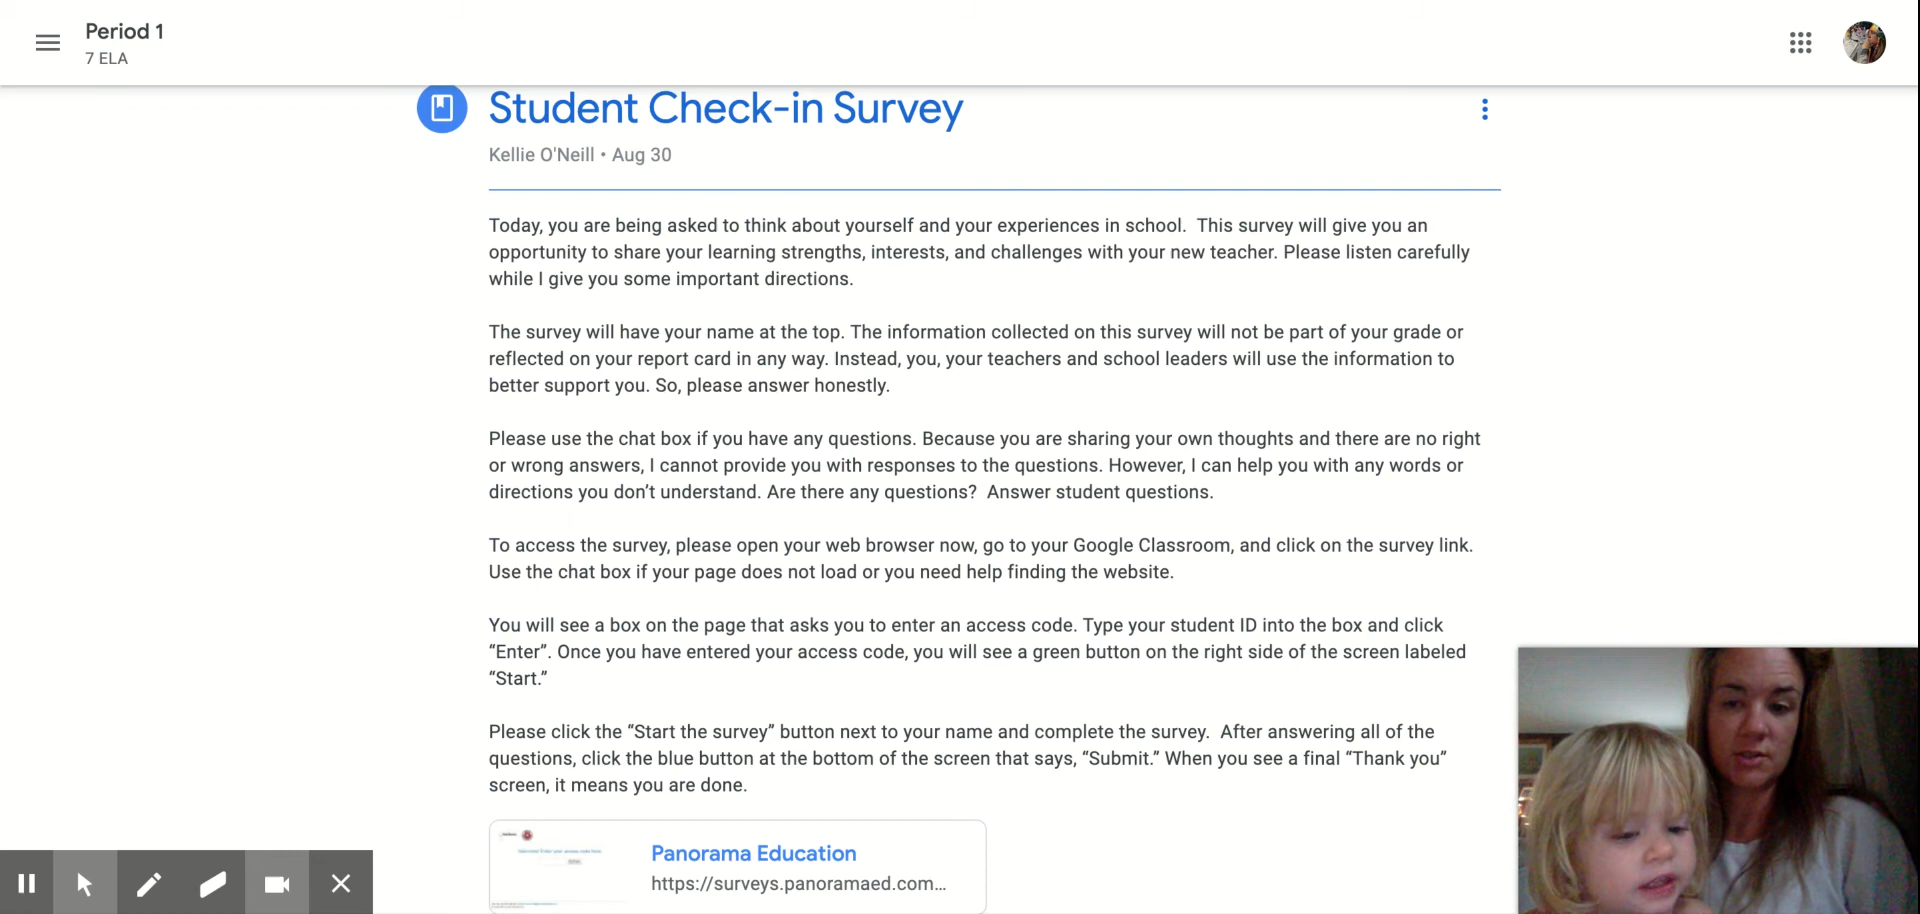 Period 1
7 ELA
Student Check-in Survey
Kellie O'Neill • Aug 30
Today, you are being asked to think about yourself and your experiences in school.  This survey will give you an
opportunity to share your learning strengths, interests, and challenges with your new teacher. Please listen carefully
while I give you some important directions.
The survey will have your name at the top. The information collected on this survey will not be part of your grade or
reflected on your report card in any way. Instead, you, your teachers and school leaders will use the information to
better support you. So, please answer honestly.
Please use the chat box if you have any questions. Because you are sharing your own thoughts and there are no right
or wrong answers, I cannot provide you with responses to the questions. However, I can help you with any words or
directions you don’t understand. Are there any questions?  Answer student questions.
To access the survey, please open your web browser now, go to your Google Classroom, and click on the survey link.
Use the chat box if your page does not load or you need help finding the website.
You will see a box on the page that asks you to enter an access code. Type your student ID into the box and click
“Enter”. Once you have entered your access code, you will see a green button on the right side of the screen labeled
“Start.”
Please click the “Start the survey” button next to your name and complete the survey.  After answering all of the
questions, click the blue button at the bottom of the screen that says, “Submit.” When you see a final “Thank you”
screen, it means you are done.
Panorama Education
https://surveys.panoramaed.com...